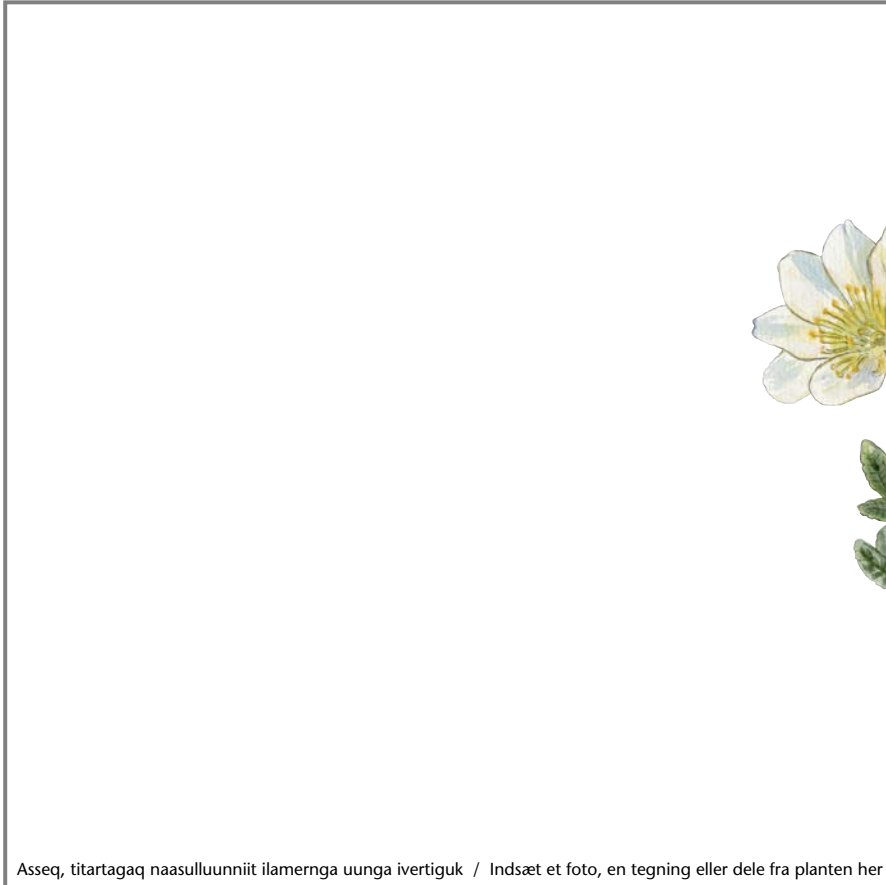 Asseq, titartagaq naasulluunniit ilamernga uunga ivertiguk / Indsæt et foto, en tegning eller dele fra planten her